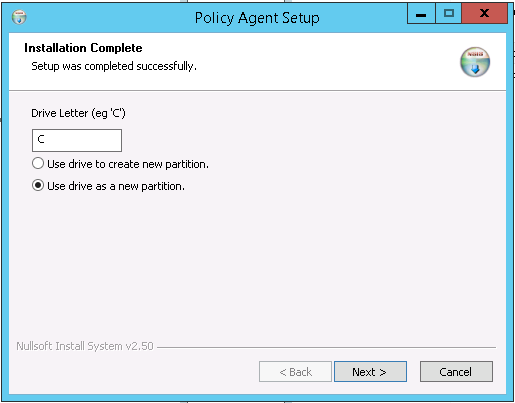 Policy Agent Setup
Installation Complete
Setup was completed successfully.
Drive Letter (eg 'C')
C
Use drive to create new partition.
Use drive as a new partition.
Nullsoft Install System v2.50
< Back
Next >
Cancel